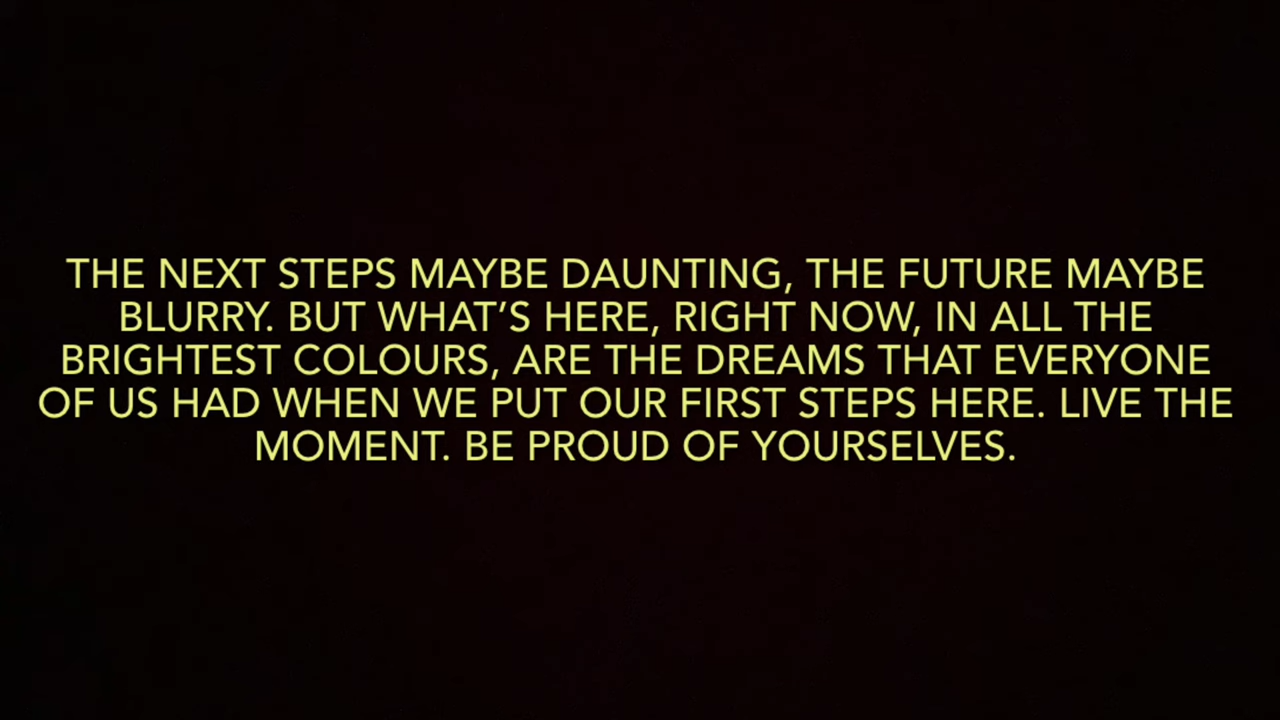 THE NEXT STEPS MAYBE DAUNTING, THE FUTURE MAYBE
BLURRY. BUT WHAT’S HERE, RIGHT NOW, IN ALL THE
BRIGHTEST COLOURS, ARE THE DREAMS THAT EVERYONE
OF US HAD WHEN WE PUT OUR FIRST STEPS HERE. LIVE THE
MOMENT. BE PROUD OF YOURSELVES.